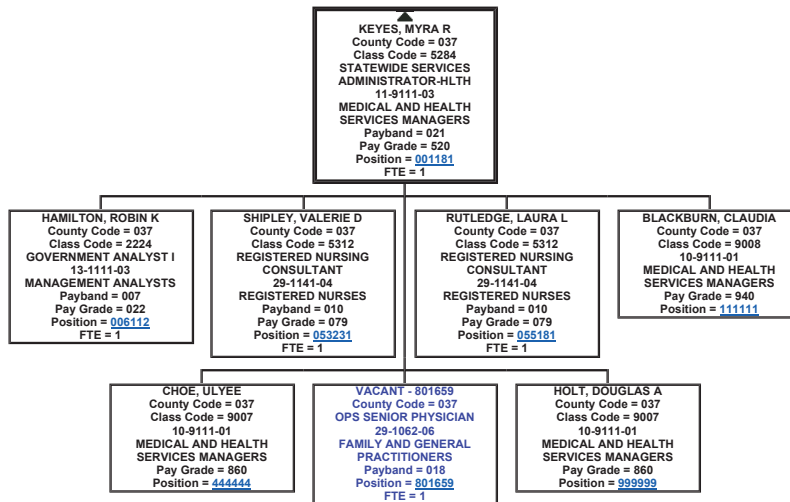 KEYES, MYRA R
County Code = 037
Class Code = 5284
STATEWIDE SERVICES
ADMINISTRATOR-HLTH
11-9111-03
MEDICAL AND HEALTH
SERVICES MANAGERS
Payband = 021
Pay Grade = 520
Position = 001181
FTE = 1
HAMILTON, ROBIN K
County Code = 037
Class Code = 2224
GOVERNMENT ANALYST I
13-1111-03
MANAGEMENT ANALYSTS
Payband = 007
Pay Grade = 022
Position = 006112
FTE = 1
SHIPLEY, VALERIE D
County Code = 037
Class Code = 5312
REGISTERED NURSING
CONSULTANT
29-1141-04
REGISTERED NURSES
Payband = 010
Pay Grade = 079
Position = 053231
FTE = 1
RUTLEDGE, LAURA L
County Code = 037
Class Code = 5312
REGISTERED NURSING
CONSULTANT
29-1141-04
REGISTERED NURSES
Payband = 010
Pay Grade = 079
Position = 055181
FTE = 1
BLACKBURN, CLAUDIA
County Code = 037
Class Code = 9008
10-9111-01
MEDICAL AND HEALTH
SERVICES MANAGERS
Pay Grade = 940
Position = 111111
CHOE, ULYEE
County Code = 037
Class Code = 9007
10-9111-01
MEDICAL AND HEALTH
SERVICES MANAGERS
Pay Grade = 860
Position = 444444
VACANT - 801659
County Code = 037
OPS SENIOR PHYSICIAN
29-1062-06
FAMILY AND GENERAL
PRACTITIONERS
Payband = 018
Position = 801659
FTE = 1
HOLT, DOUGLAS A
County Code = 037
Class Code = 9007
10-9111-01
MEDICAL AND HEALTH
SERVICES MANAGERS
Pay Grade = 860
Position = 999999